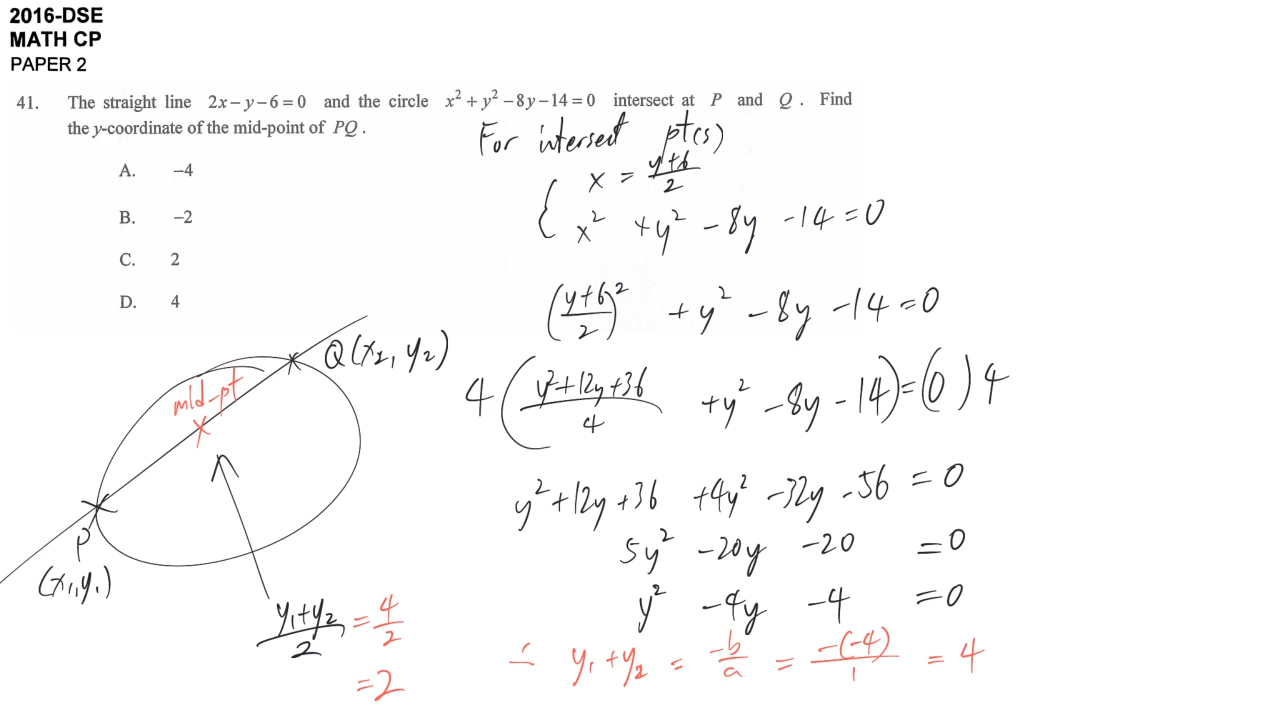 2016-DSE
MATH CP
PAPER 2
41. The straight line 2x − y − 6 = 0 and the circle x² + y² − 8y − 14 = 0 intersect at P and Q . Find
the y-coordinate of the mid-point of PQ .
A. −4
B. −2
C. 2
D. 4
For intersect pt(s)
{ x = (y+6)/2
x² + y² − 8y − 14 = 0
((y+6)/2)² + y² − 8y − 14 = 0
4( (y²+12y+36)/4 + y² − 8y − 14) = (0)4
y² + 12y + 36 + 4y² − 32y − 56 = 0
5y² − 20y − 20 = 0
y² − 4y − 4 = 0
∴ y₁ + y₂ = −b/a = −(−4)/1 = 4
Q(x₂, y₂)
mid-pt
P
(x₁, y₁)
(y₁+y₂)/2 = 4/2
= 2